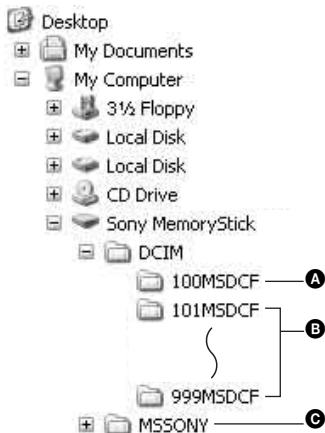 Desktop
My Documents
My Computer
3½ Floppy
Local Disk
Local Disk
CD Drive
Sony MemoryStick
DCIM
100MSDCF A
101MSDCF
B
999MSDCF
MSSONY C